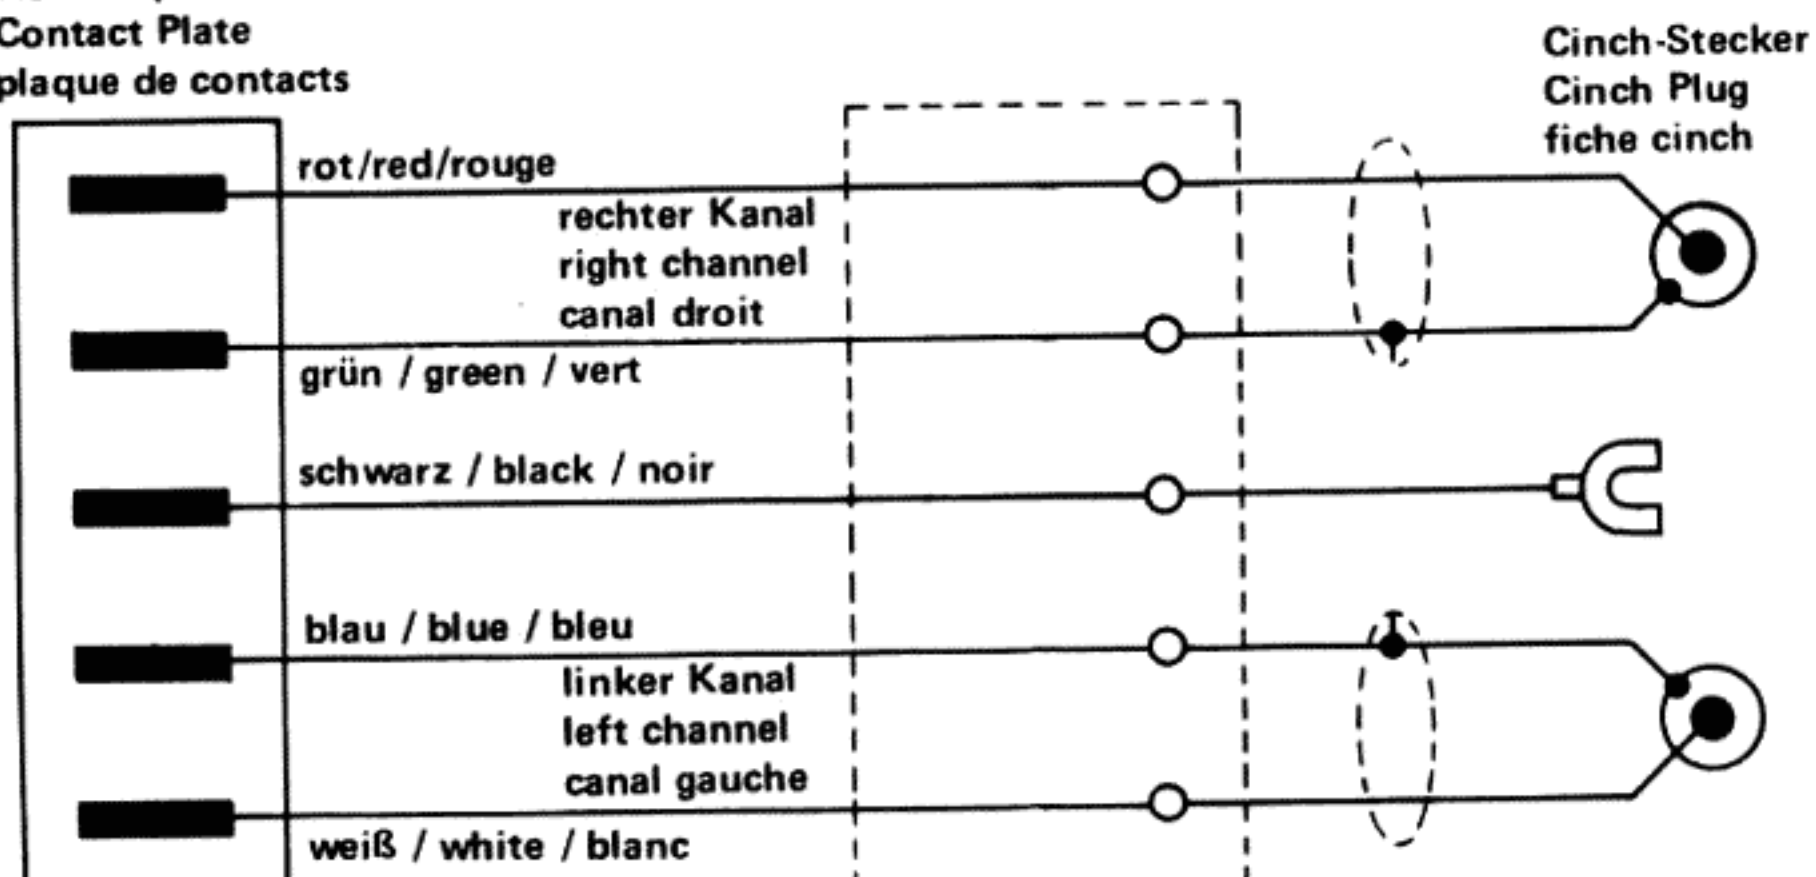 Contact Plate
plaque de contacts
Cinch-Stecker
Cinch Plug
fiche cinch
rot/red/rouge
rechter Kanal
right channel
canal droit
grün / green / vert
schwarz / black / noir
blau / blue / bleu
linker Kanal
left channel
canal gauche
weiß / white / blanc